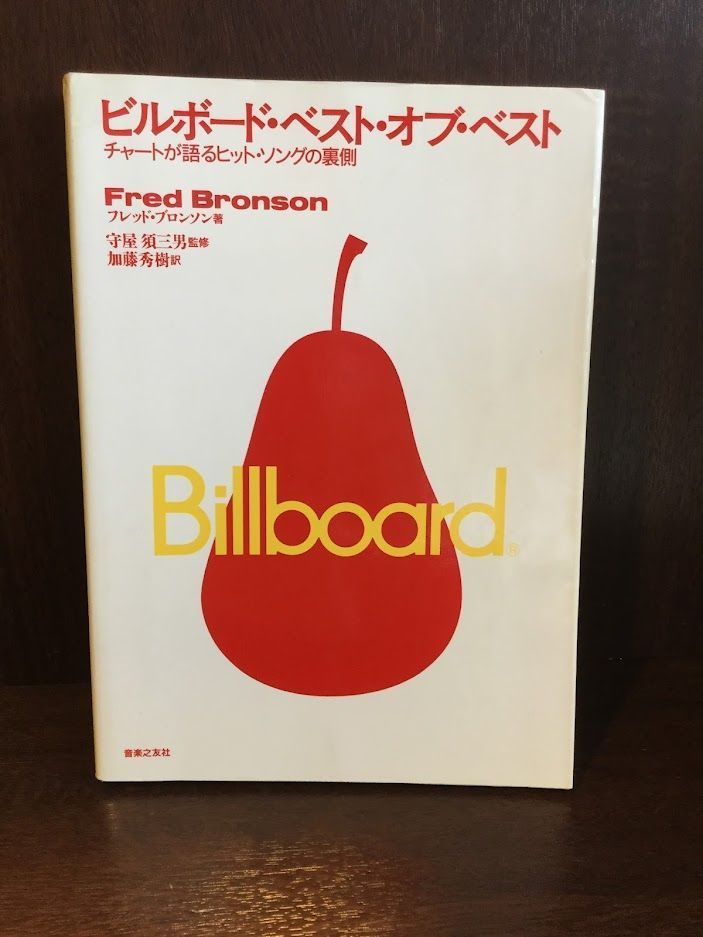 ビルボード・ベスト・オブ・ベスト
チャートが語るヒット・ソングの裏側
Fred Bronson
フレッド・ブロンソン著
守屋 須三男監修
加藤秀樹訳
Billboard®
音楽之友社